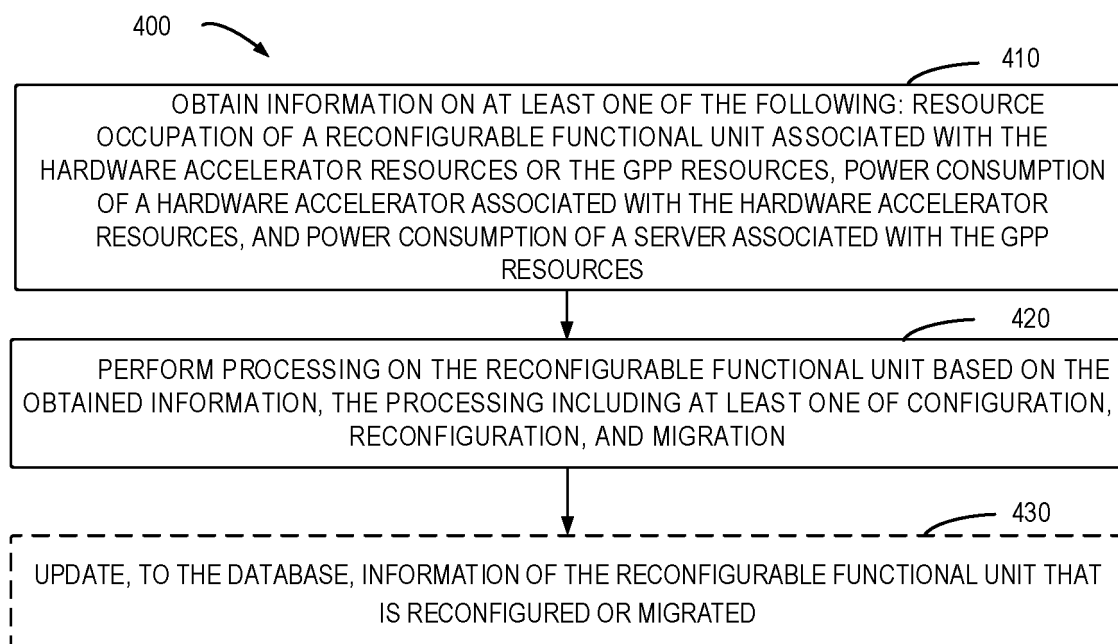 400
410
OBTAIN INFORMATION ON AT LEAST ONE OF THE FOLLOWING: RESOURCE
OCCUPATION OF A RECONFIGURABLE FUNCTIONAL UNIT ASSOCIATED WITH THE
HARDWARE ACCELERATOR RESOURCES OR THE GPP RESOURCES, POWER CONSUMPTION
OF A HARDWARE ACCELERATOR ASSOCIATED WITH THE HARDWARE ACCELERATOR
RESOURCES, AND POWER CONSUMPTION OF A SERVER ASSOCIATED WITH THE GPP
RESOURCES
420
PERFORM PROCESSING ON THE RECONFIGURABLE FUNCTIONAL UNIT BASED ON THE
OBTAINED INFORMATION, THE PROCESSING INCLUDING AT LEAST ONE OF CONFIGURATION,
RECONFIGURATION, AND MIGRATION
430
UPDATE, TO THE DATABASE, INFORMATION OF THE RECONFIGURABLE FUNCTIONAL UNIT THAT
IS RECONFIGURED OR MIGRATED